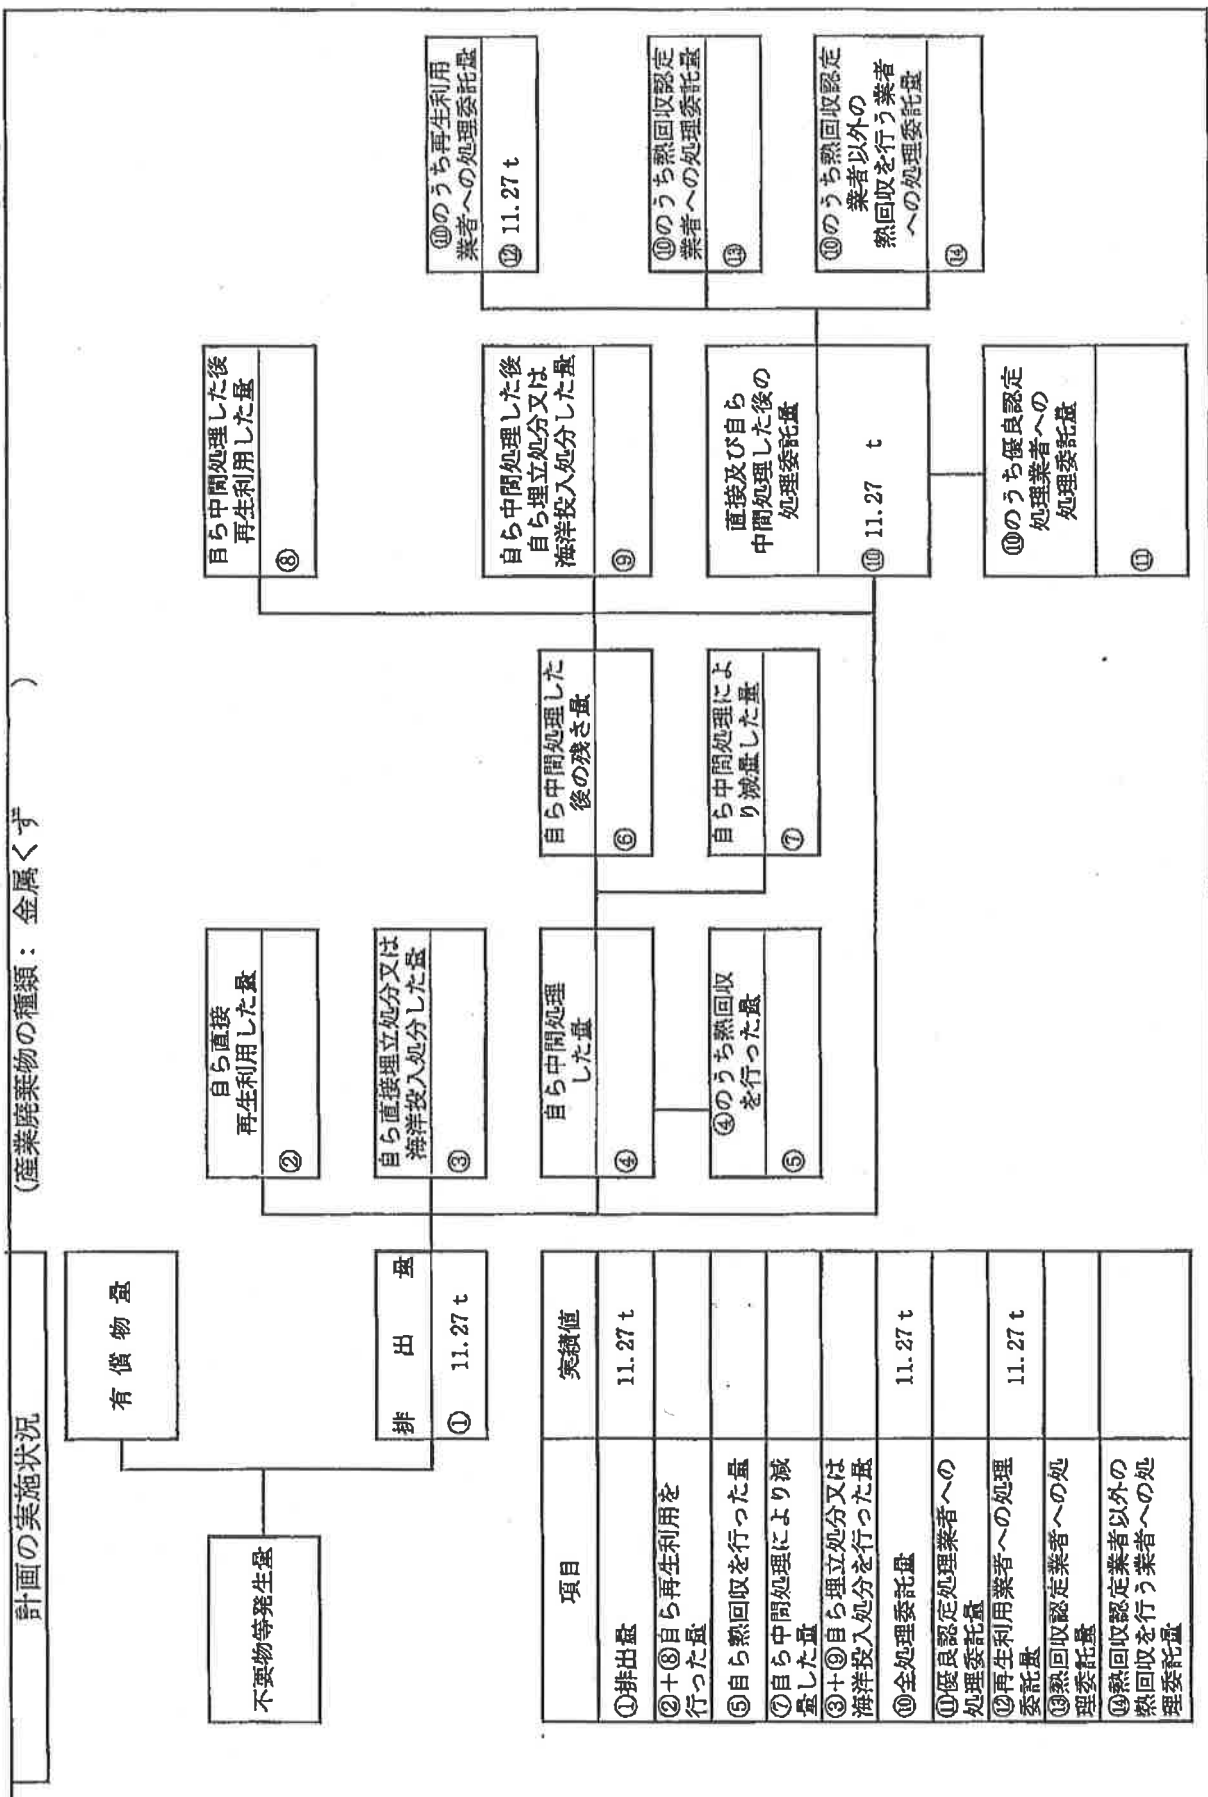 計画の実施状況
(産業廃棄物の種類： 金属くず )
不要物等発生量
有 償 物 量
排 出 量
① 11.27 t
自ら直接
再生利用した量
②
自ら直接埋立処分又は
海洋投入処分した量
③
自ら中間処理
した量
④
④のうち熱回収
を行った量
⑤
自ら中間処理した
後の残さ量
⑥
自ら中間処理によ
り減量した量
⑦
自ら中間処理した後
再生利用した量
⑧
自ら中間処理した後
自ら埋立処分又は
海洋投入処分した量
⑨
直接及び自ら
中間処理した後の
処理委託量
⑩ 11.27 t
⑩のうち優良認定
処理業者への
処理委託量
⑪
⑩のうち再生利用
業者への処理委託量
⑫ 11.27 t
⑩のうち熱回収認定
業者への処理委託量
⑬
⑩のうち熱回収認定
業者以外の
熱回収を行う業者
への処理委託量
⑭
項目 実績値
①排出量 11.27 t
②＋⑧自ら再生利用を
行った量
⑤自ら熱回収を行った量
⑦自ら中間処理により減
量した量
③＋⑨自ら埋立処分又は
海洋投入処分を行った量
⑩全処理委託量 11.27 t
⑪優良認定処理業者への
処理委託量
⑫再生利用業者への処理
委託量 11.27 t
⑬熱回収認定業者への処
理委託量
⑭熱回収認定業者以外の
熱回収を行う業者への処
理委託量